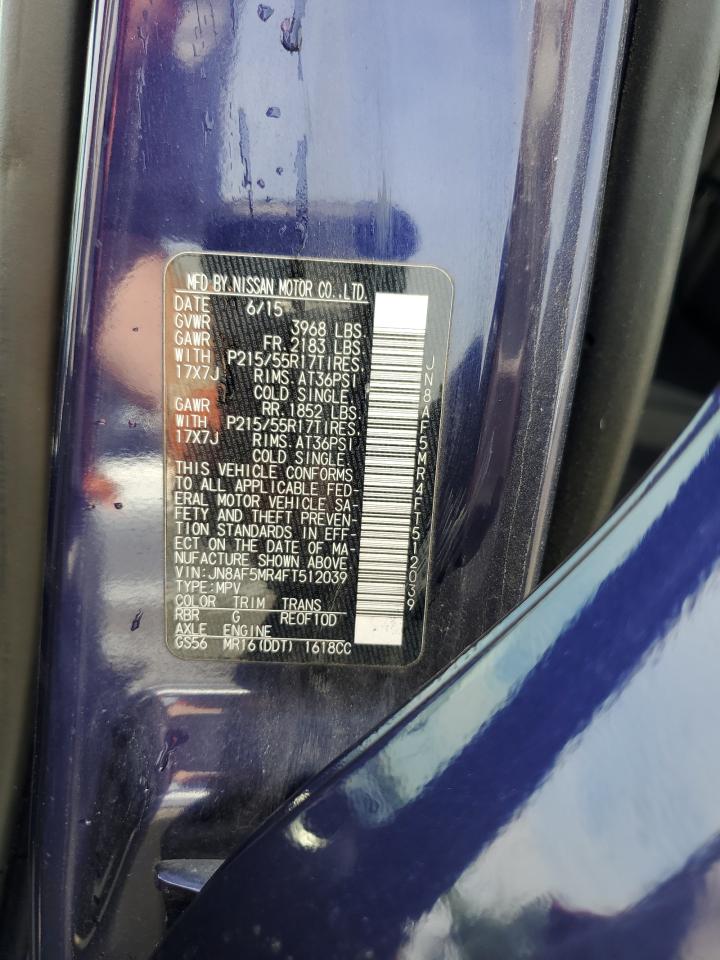 MFD BY.NISSAN MOTOR CO.,LTD.
DATE 6/15
GVWR 3968 LBS
GAWR FR.2183 LBS.
WITH P215/55R17TIRES,
17X7J RIMS.AT36PSI
COLD SINGLE.
GAWR RR.1852 LBS.
WITH P215/55R17TIRES,
17X7J RIMS.AT36PSI
COLD SINGLE.
THIS VEHICLE CONFORMS
TO ALL APPLICABLE FED-
ERAL MOTOR VEHICLE SA-
FETY AND THEFT PREVEN-
TION STANDARDS IN EFF-
ECT ON THE DATE OF MA-
NUFACTURE SHOWN ABOVE
VIN:JN8AF5MR4FT512039
TYPE:MPV
COLOR TRIM TRANS
RBR G REOF10D
AXLE ENGINE
GS56 MR16(DDT) 1618CC
JN8AF5MR4FT512039